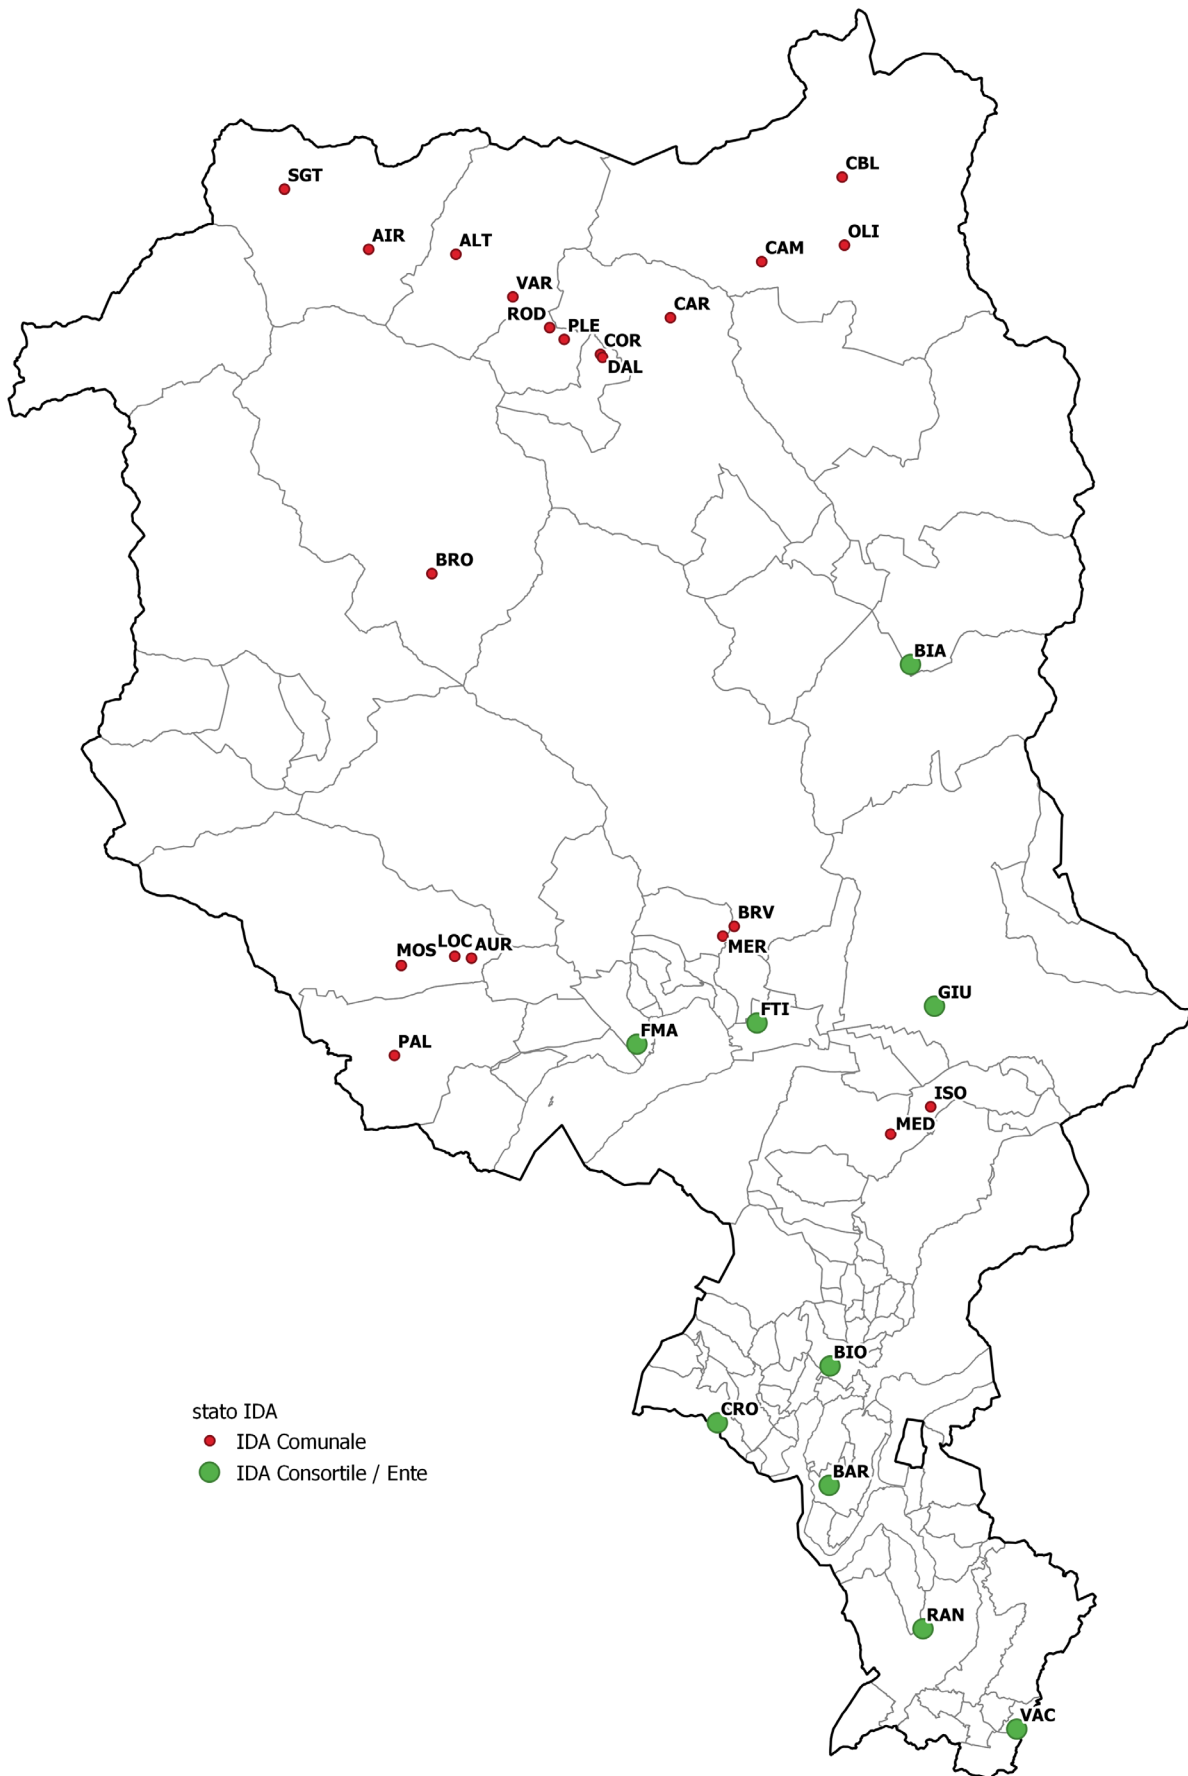 CBL
SGT
OLI
AIR
ALT
CAM
VAR
CAR
ROD
PLE
COR
DAL
BRO
BIA
BRV
LOC
AUR
MOS
MER
GIU
FTI
FMA
PAL
ISO
MED
BIO
CRO
stato IDA
IDA Comunale
IDA Consortile / Ente
BAR
RAN
VAC